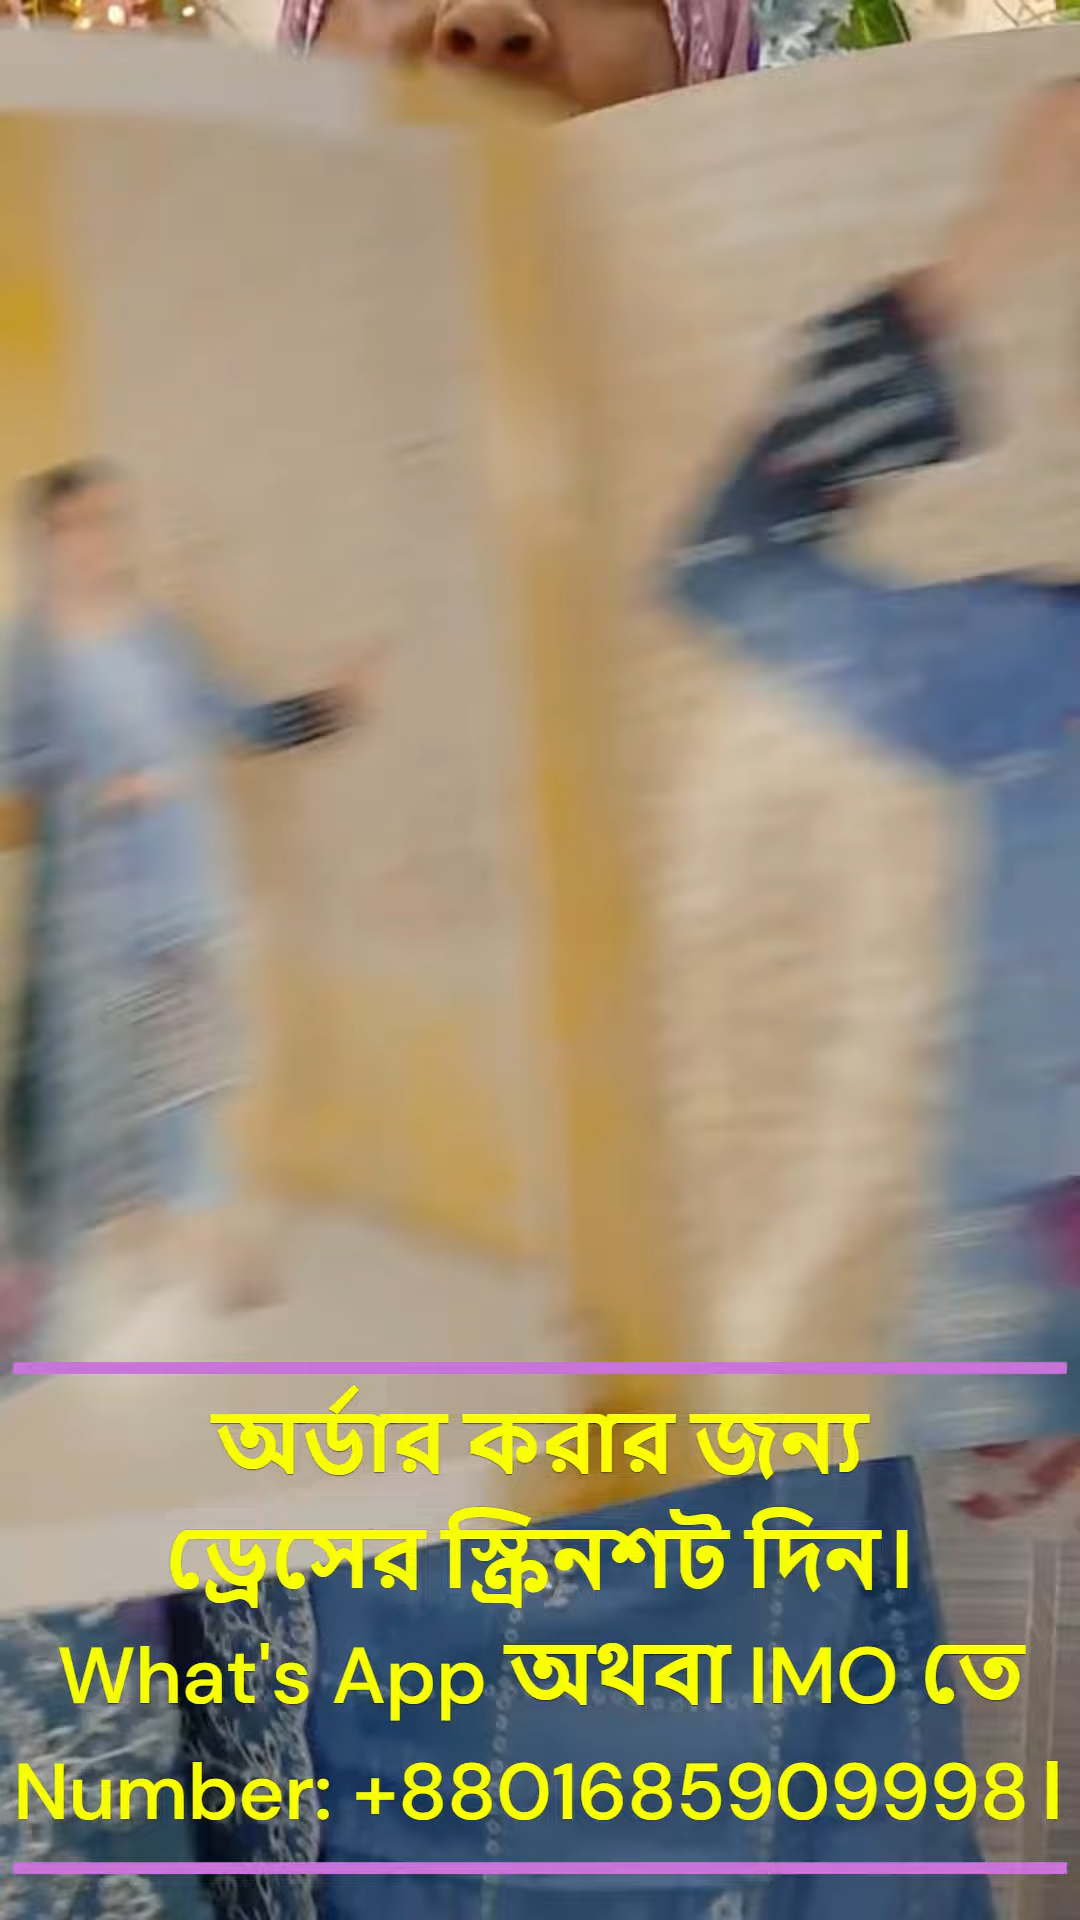 অর্ডার করার জন্য
ড্রেসের স্ক্রিনশট দিন।
What's App অথবা IMO তে
Number: +8801685909998।